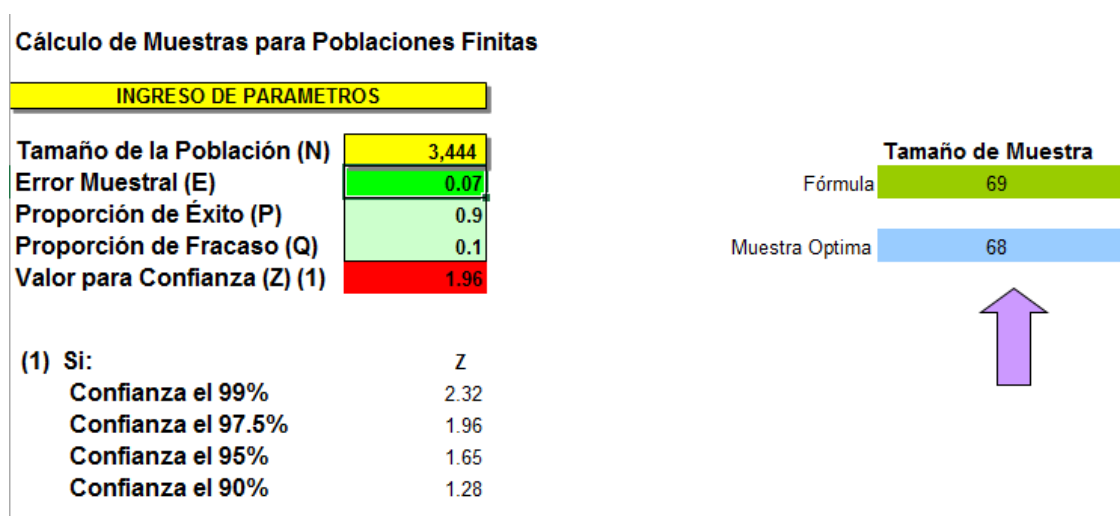 Cálculo de Muestras para Poblaciones Finitas
INGRESO DE PARAMETROS
Tamaño de la Población (N) 3,444 Tamaño de Muestra
Error Muestral (E) 0.07 Fórmula 69
Proporción de Éxito (P) 0.9
Proporción de Fracaso (Q) 0.1 Muestra Optima 68
Valor para Confianza (Z) (1) 1.96
(1) Si: Z
Confianza el 99% 2.32
Confianza el 97.5% 1.96
Confianza el 95% 1.65
Confianza el 90% 1.28